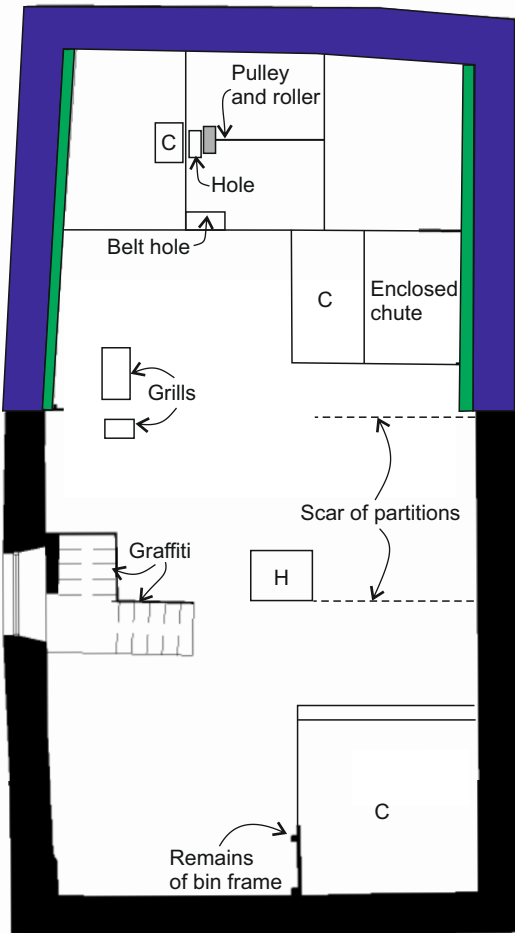 Pulley
and roller
C
Hole
Belt hole
C
Enclosed
chute
Grills
Scar of partitions
Graffiti
H
C
Remains
of bin frame